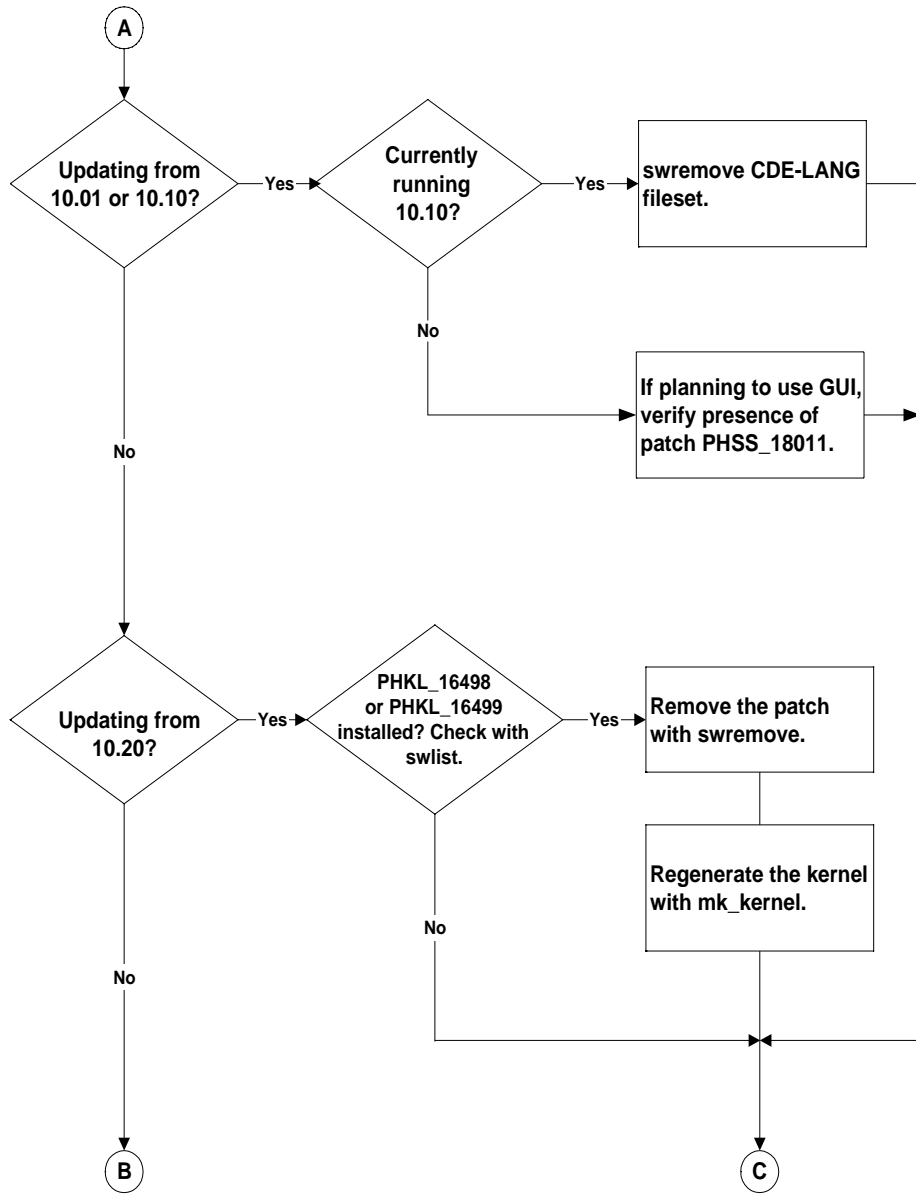 A
Updating from
10.01 or 10.10?
Yes
Currently
running
10.10?
Yes
swremove CDE-LANG
fileset.
No
If planning to use GUI,
verify presence of
patch PHSS_18011.
No
Updating from
10.20?
Yes
PHKL_16498
or PHKL_16499
installed? Check with
swlist.
Yes
Remove the patch
with swremove.
Regenerate the kernel
with mk_kernel.
No
No
B
C